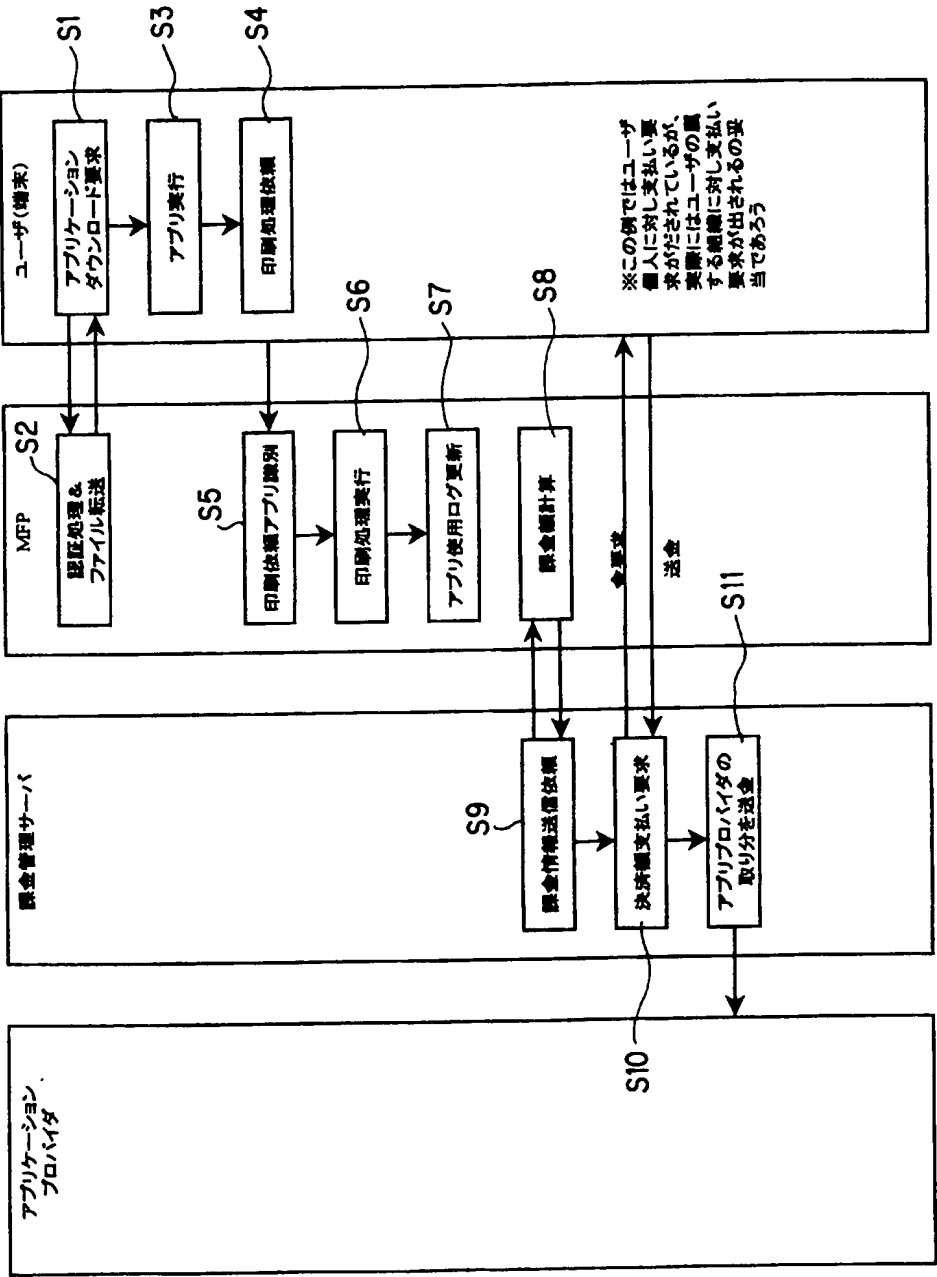 アプリケーション
プロバイダ
課金管理サーバ
MFP
ユーザ(端末)
アプリケーション
ダウンロード要求
S1
認証処理&
ファイル転送
S2
アプリ実行
S3
印刷処理依頼
S4
印刷依頼アプリ識別
S5
印刷処理実行
S6
アプリ使用ログ更新
S7
課金額計算
S8
課金情報送信依頼
S9
決済額支払い要求
S10
金要求
送金
アプリプロバイダの
取り分を送金
S11
※この例ではユーザ
個人に対し支払い要
求がだされているが、
実際にはユーザの属
する組織に対し支払い
要求が出されるの妥
当であろう